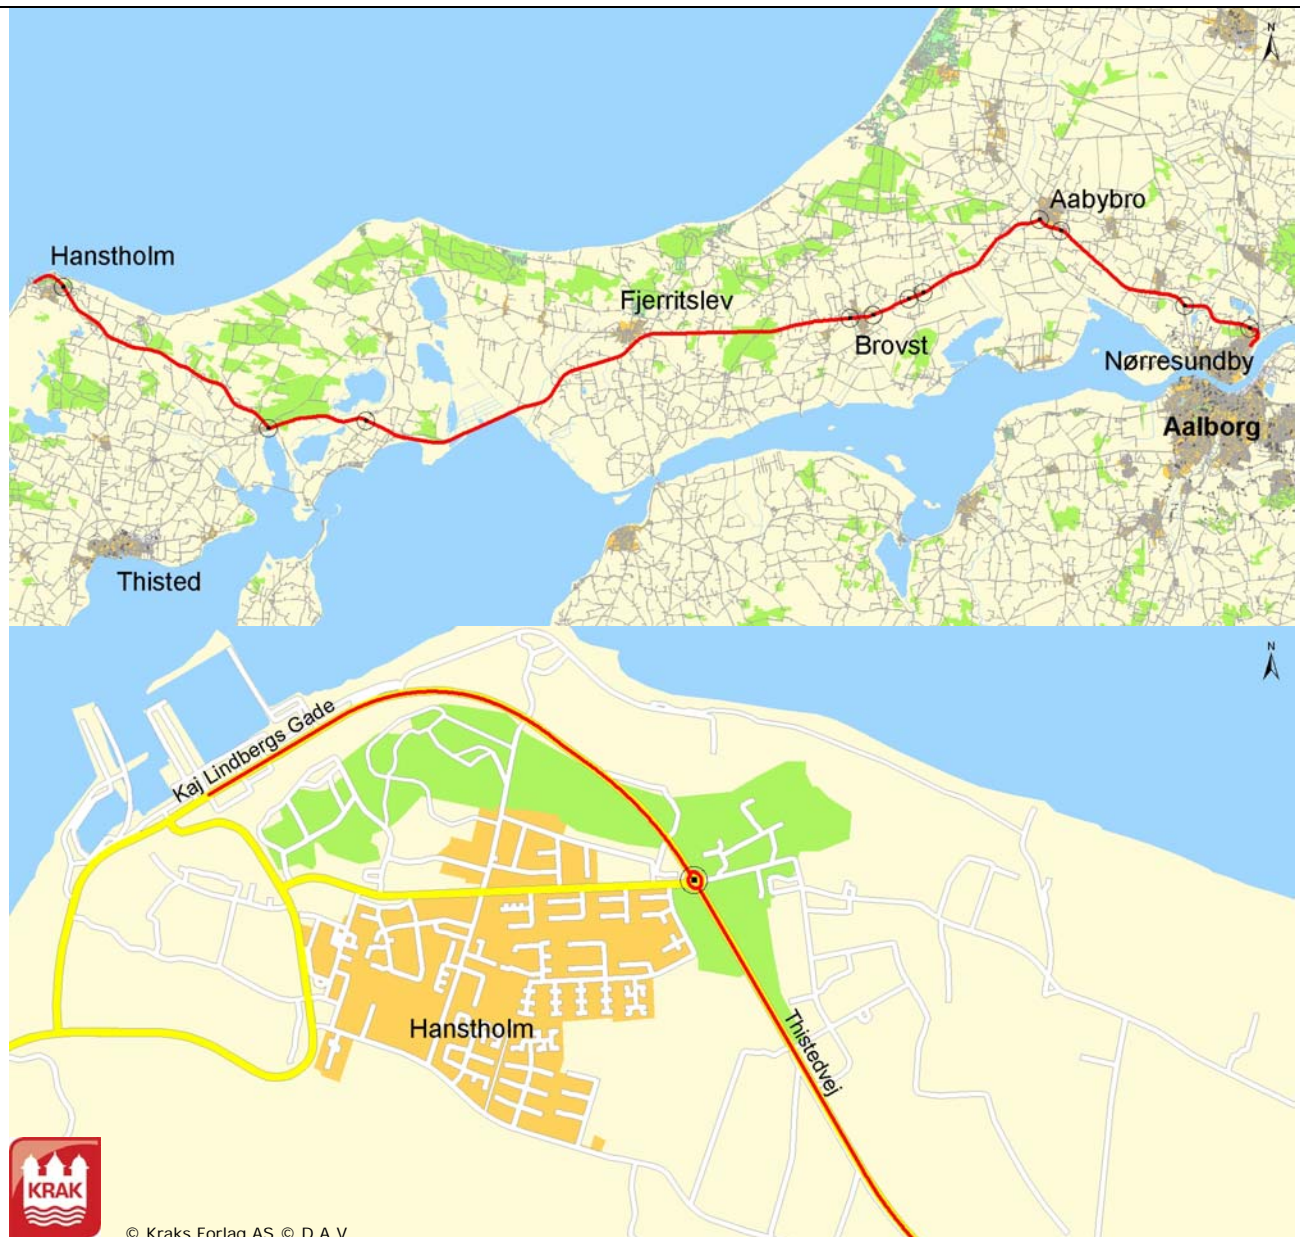 N
Aabybro
Hanstholm
Fjerritslev
Brovst
Nørresundby
Aalborg
Thisted
N
Kaj Lindbergs Gade
Hanstholm
Thistedvej
KRAK
© Kraks Forlag AS © D A V